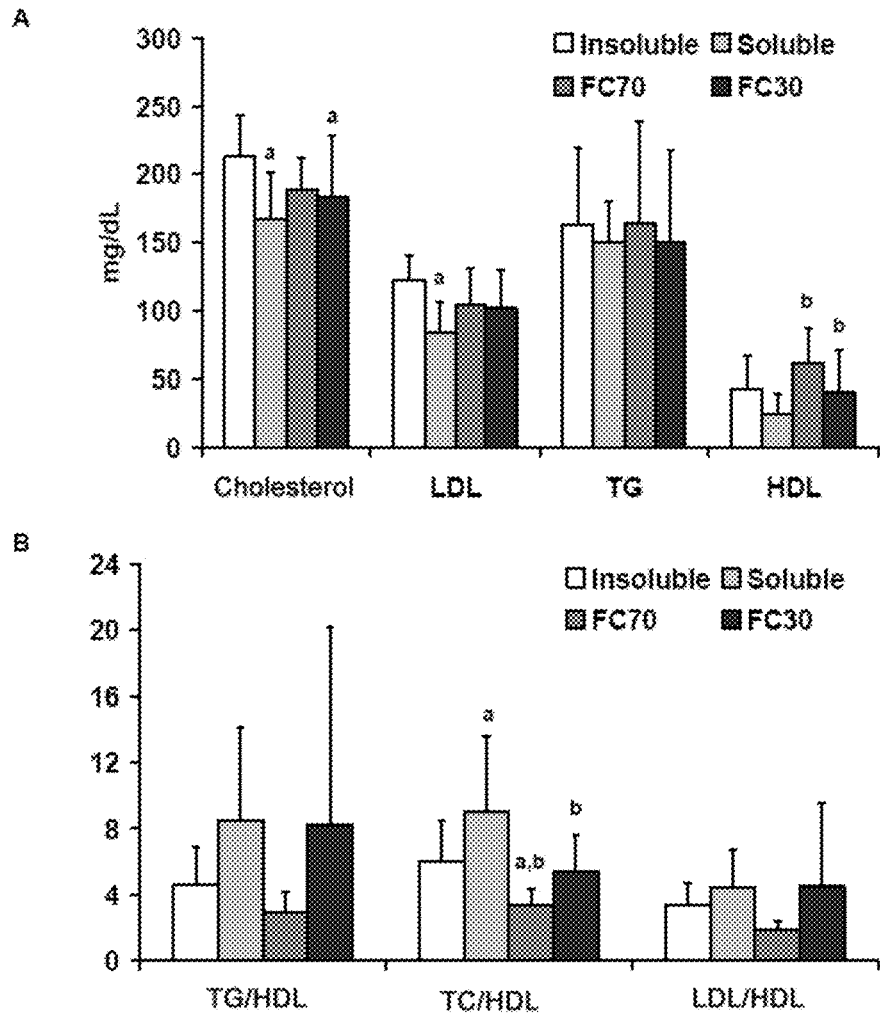 A
300
250
200
150
100
50
0
mg/dL
Insoluble Soluble
FC70 FC30
a a
a
b b
Cholesterol LDL TG HDL
B
24
20
16
12
8
4
0
Insoluble Soluble
FC70 FC30
a
a,b b
TG/HDL TC/HDL LDL/HDL